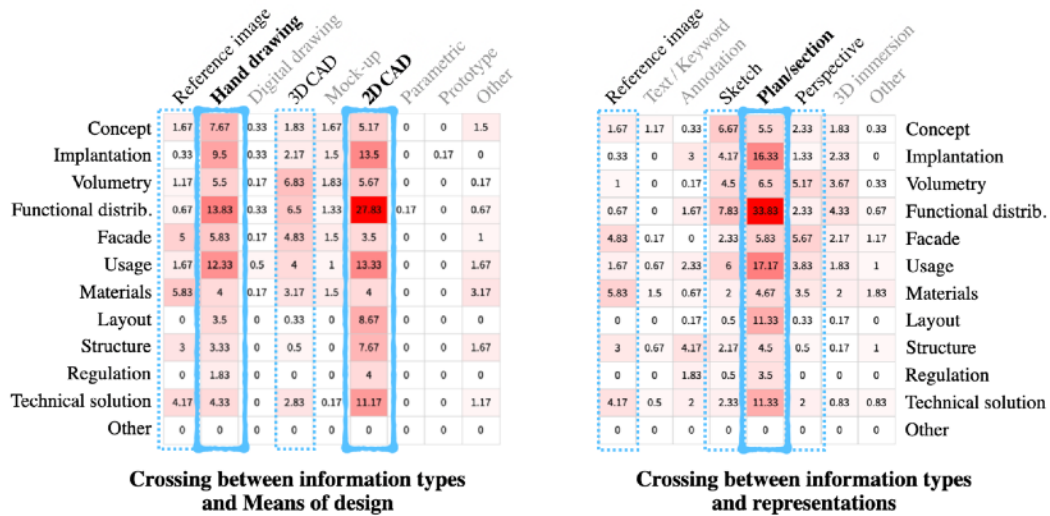 Reference image Hand drawing Digital drawing 3D CAD Mock-up 2D CAD Parametric Prototype Other
Concept 1.67 7.67 0.33 1.83 1.67 5.17 0 0 1.5
Implantation 0.33 9.5 0.33 2.17 1.5 13.5 0 0.17 0
Volumetry 1.17 5.5 0.17 6.83 1.83 5.67 0 0 0.17
Functional distrib. 0.67 13.83 0.33 6.5 1.33 27.83 0.17 0 0.67
Facade 5 5.83 0.17 4.83 1.5 3.5 0 0 1
Usage 1.67 12.33 0.5 4 1 13.33 0 0 1.67
Materials 5.83 4 0.17 3.17 1.5 4 0 0 3.17
Layout 0 3.5 0 0.33 0 8.67 0 0 0
Structure 3 3.33 0 0.5 0 7.67 0 0 1.67
Regulation 0 1.83 0 0 0 4 0 0 0
Technical solution 4.17 4.33 0 2.83 0.17 11.17 0 0 1.17
Other 0 0 0 0 0 0 0 0 0
Crossing between information types
and Means of design
Reference image Text / Keyword Annotation Sketch Plan/section Perspective 3D immersion Other
1.67 1.17 0.33 6.67 5.5 2.33 1.83 0.33 Concept
0.33 0 3 4.17 16.33 1.33 2.33 0 Implantation
1 0 0.17 4.5 6.5 5.17 3.67 0.33 Volumetry
0.67 0 1.67 7.83 33.83 2.33 4.33 0.67 Functional distrib.
4.83 0.17 0 2.33 5.83 5.67 2.17 1.17 Facade
1.67 0.67 2.33 6 17.17 3.83 1.83 1 Usage
5.83 1.5 0.67 2 4.67 3.5 2 1.83 Materials
0 0 0.17 0.5 11.33 0.33 0.17 0 Layout
3 0.67 4.17 2.17 4.5 0.5 0.17 1 Structure
0 0 1.83 0.5 3.5 0 0 0 Regulation
4.17 0.5 2 2.33 11.33 2 0.83 0.83 Technical solution
0 0 0 0 0 0 0 0 Other
Crossing between information types
and representations